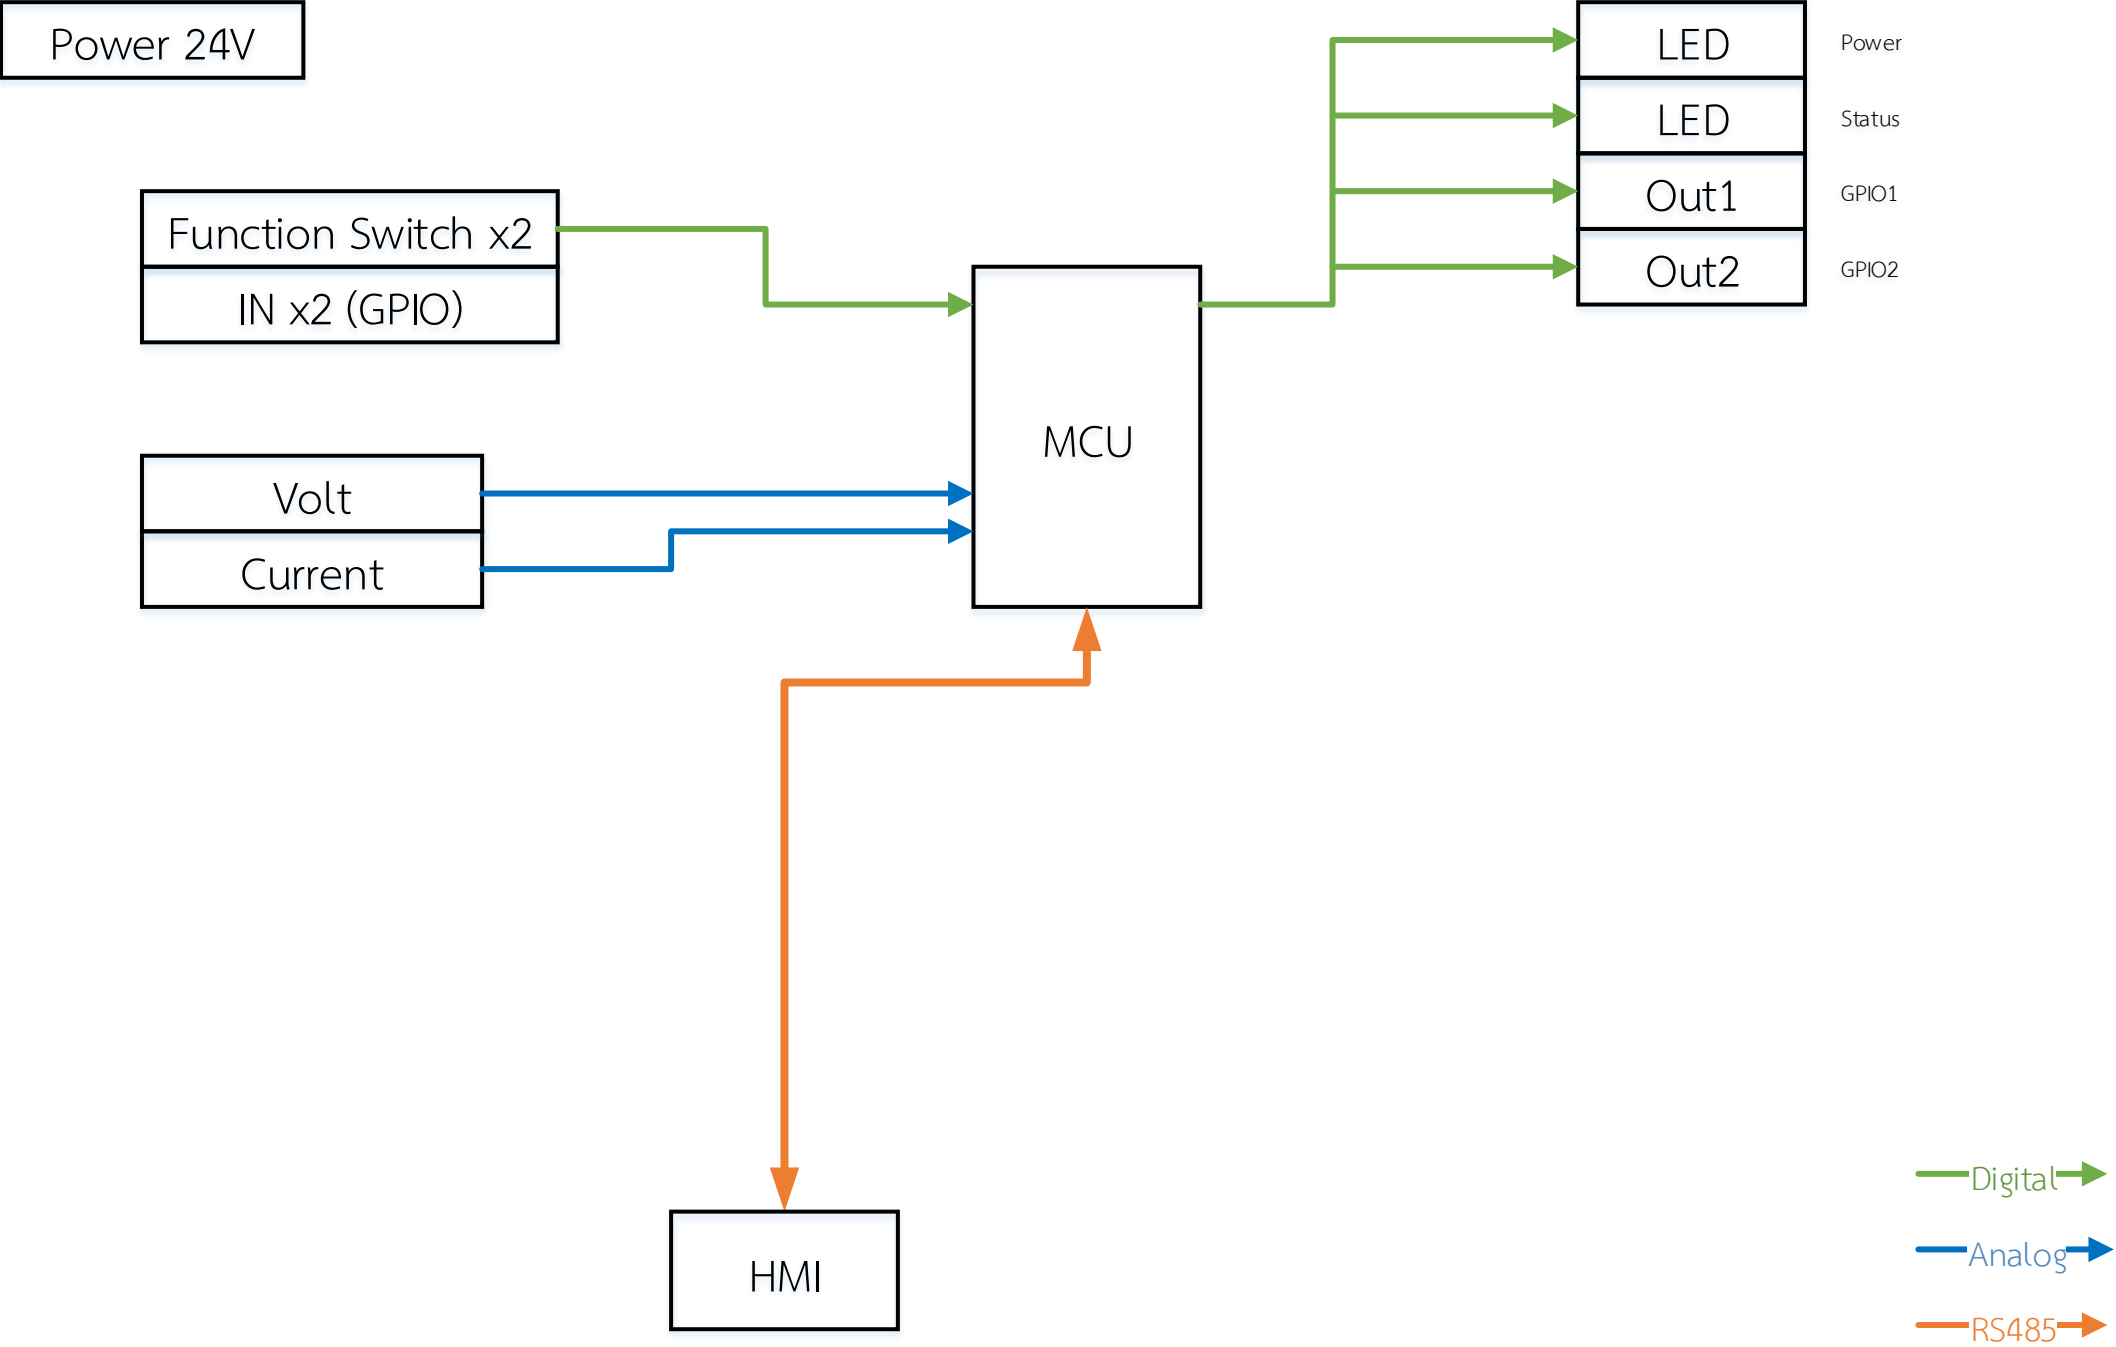 Power 24V
LED
Power
LED
Status
Out1
GPIO1
Out2
GPIO2
Function Switch x2
IN x2 (GPIO)
MCU
Volt
Current
HMI
Digital
Analog
RS485